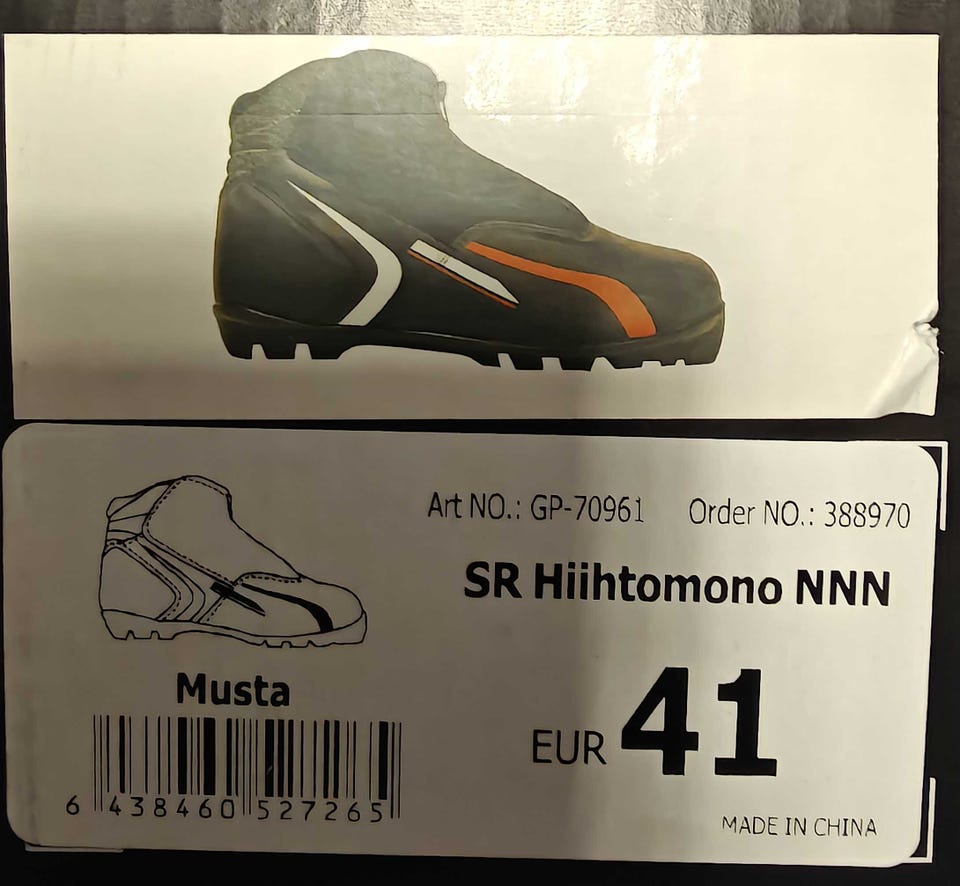 Art NO.: GP-70961 Order NO.: 388970
SR Hiihtomono NNN
Musta
EUR 41
6 438460 527265
MADE IN CHINA